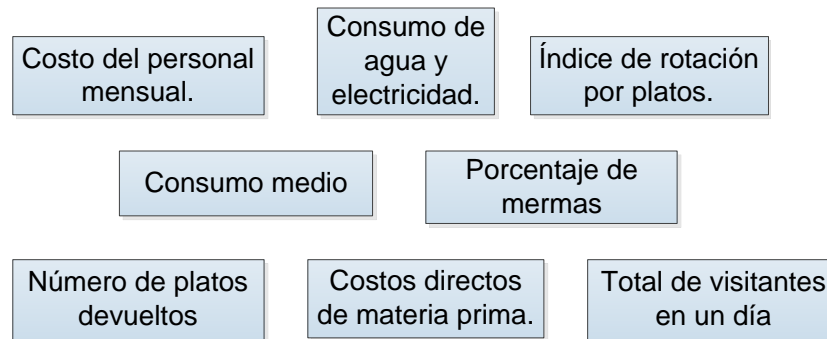 Costo del personal
mensual.
Consumo de
agua y
electricidad.
Índice de rotación
por platos.
Consumo medio
Porcentaje de
mermas
Número de platos
devueltos
Costos directos
de materia prima.
Total de visitantes
en un día